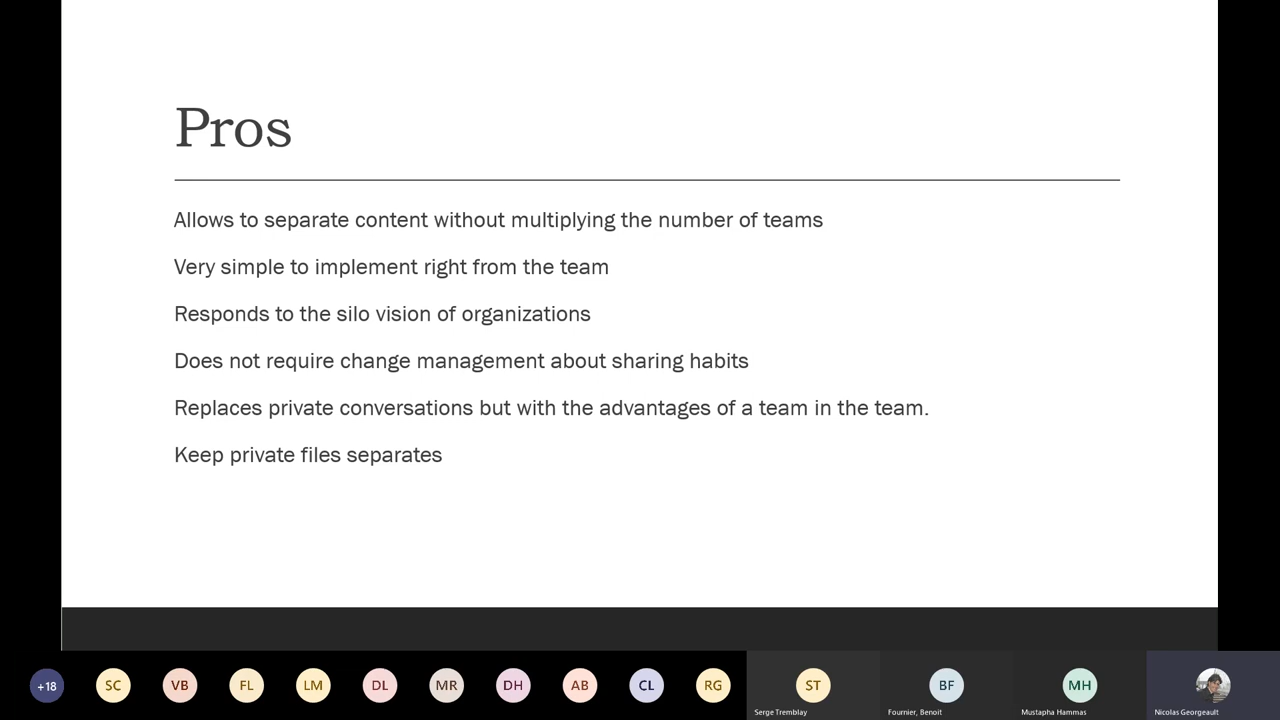 Pros
Allows to separate content without multiplying the number of teams
Very simple to implement right from the team
Responds to the silo vision of organizations
Does not require change management about sharing habits
Replaces private conversations but with the advantages of a team in the team.
Keep private files separates
+18
SC
VB
FL
LM
DL
MR
DH
AB
CL
RG
ST
BF
MH
Serge Tremblay
Fournier, Benoit
Mustapha Hammas
Nicolas Georgeault